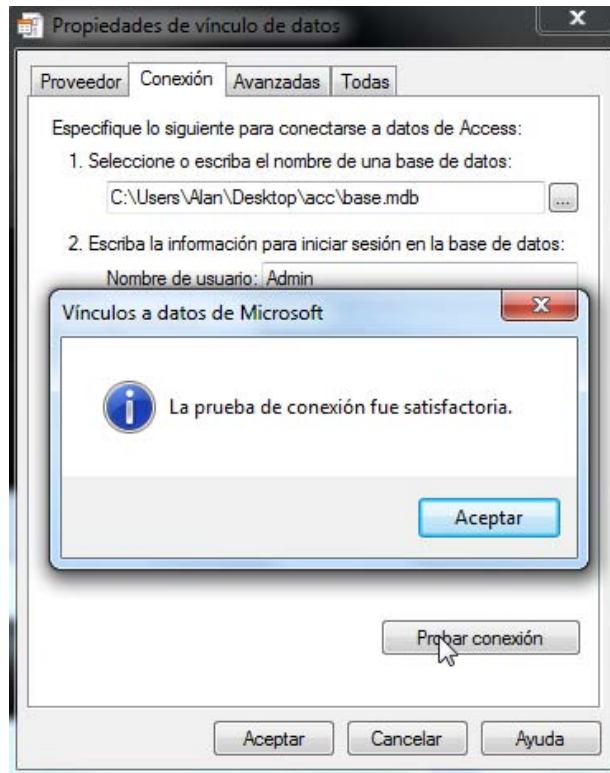 Propiedades de vínculo de datos
Proveedor Conexión Avanzadas Todas
Especifique lo siguiente para conectarse a datos de Access:
1. Seleccione o escriba el nombre de una base de datos:
C:\Users\Alan\Desktop\acc\base.mdb ...
2. Escriba la información para iniciar sesión en la base de datos:
Nombre de usuario: Admin
Vínculos a datos de Microsoft
La prueba de conexión fue satisfactoria.
Aceptar
Probar conexión
Aceptar Cancelar Ayuda